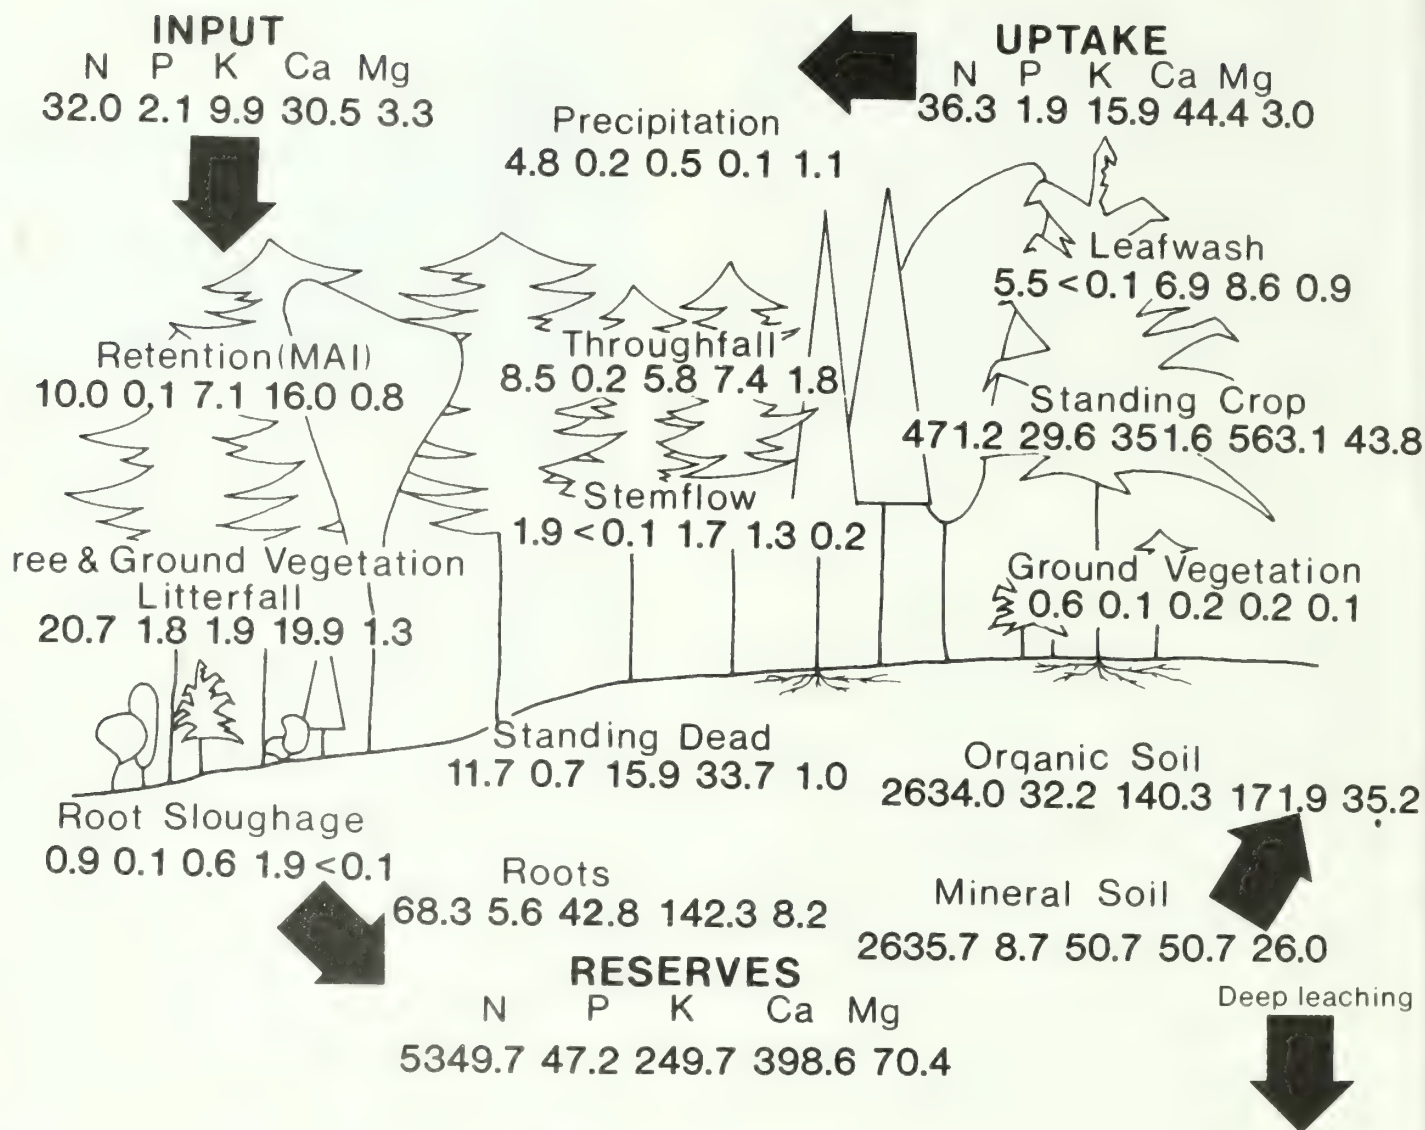 INPUT
N P K Ca Mg
32.0 2.1 9.9 30.5 3.3
UPTAKE
N P K Ca Mg
36.3 1.9 15.9 44.4 3.0
Precipitation
4.8 0.2 0.5 0.1 1.1
Leafwash
5.5 <0.1 6.9 8.6 0.9
Retention (MAI)
10.0 0.1 7.1 16.0 0.8
Throughfall
8.5 0.2 5.8 7.4 1.8
Standing Crop
471.2 29.6 351.6 563.1 43.8
Stemflow
1.9 <0.1 1.7 1.3 0.2
ree & Ground Vegetation
Litterfall
20.7 1.8 1.9 19.9 1.3
Ground Vegetation
0.6 0.1 0.2 0.2 0.1
Standing Dead
11.7 0.7 15.9 33.7 1.0
Organic Soil
2634.0 32.2 140.3 171.9 35.2
Root Sloughage
0.9 0.1 0.6 1.9 <0.1
Roots
68.3 5.6 42.8 142.3 8.2
Mineral Soil
2635.7 8.7 50.7 50.7 26.0
RESERVES
N P K Ca Mg
5349.7 47.2 249.7 398.6 70.4
Deep leaching